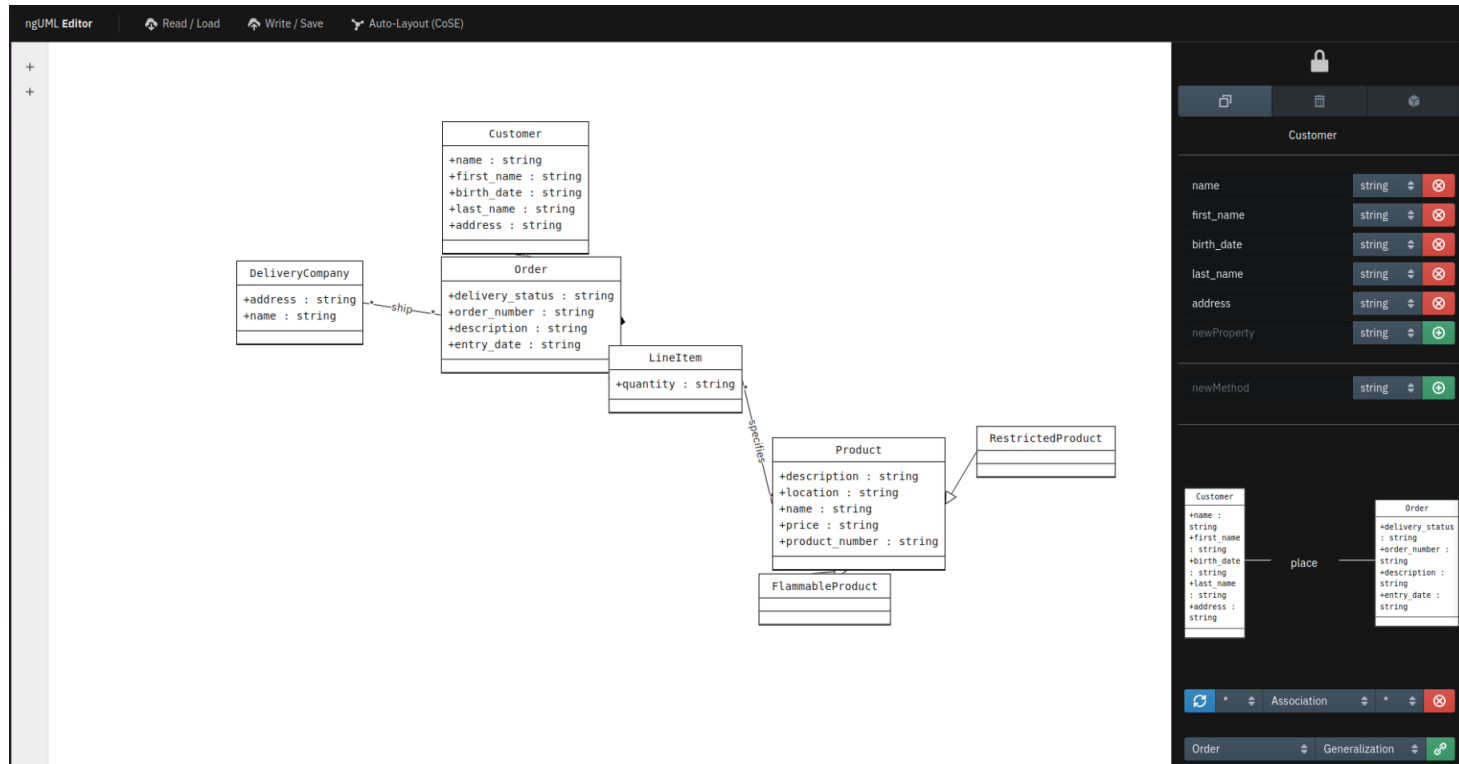 ngUML Editor
Read / Load
Write / Save
Auto-Layout (CoSE)
+
+
Customer
+name : string
+first_name : string
+birth_date : string
+last_name : string
+address : string
DeliveryCompany
+address : string
+name : string
* ship *
Order
+delivery_status : string
+order_number : string
+description : string
+entry_date : string
LineItem
+quantity : string
*
specifies
Product
+description : string
+location : string
+name : string
+price : string
+product_number : string
RestrictedProduct
FlammableProduct
Customer
name string
first_name string
birth_date string
last_name string
address string
newProperty
newMethod string
Customer
+name :
string
+first_name
: string
+birth_date
: string
+last_name
: string
+address :
string
place
Order
+delivery_status
: string
+order_number :
string
+description :
string
+entry_date :
string
* Association *
Order Generalization